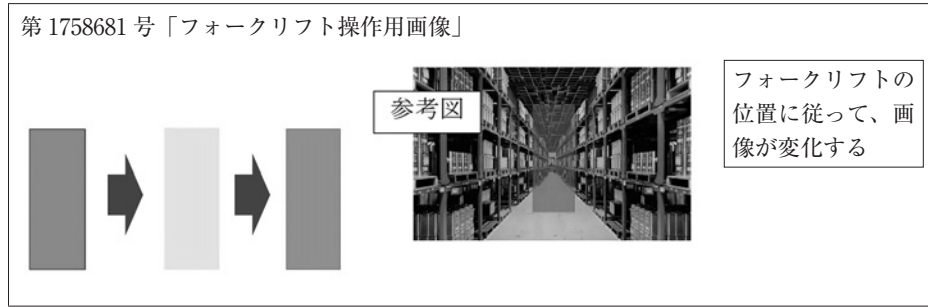 第 1758681 号「フォークリフト操作用画像」
参考図
フォークリフトの
位置に従って、画
像が変化する